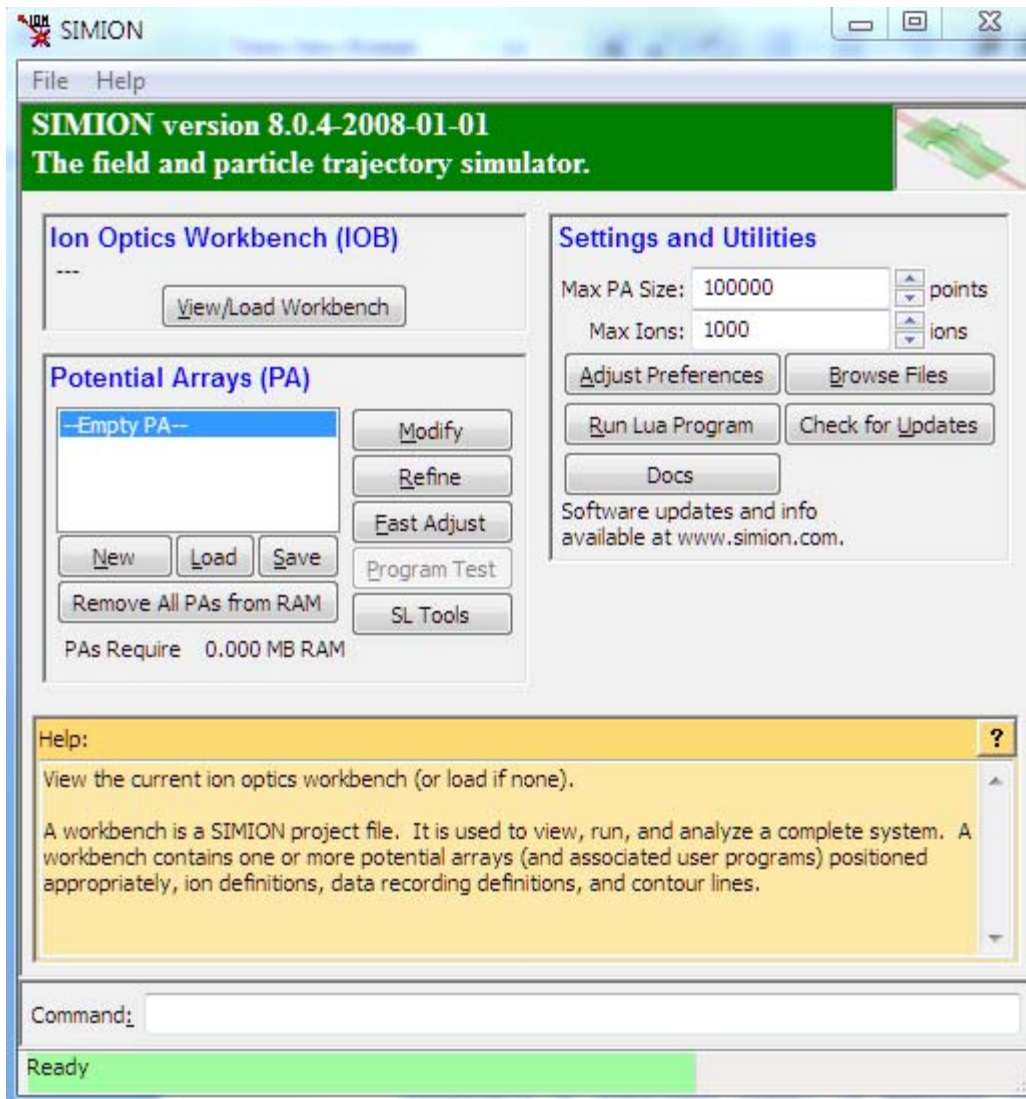 ION
SIMION
File Help
SIMION version 8.0.4-2008-01-01
The field and particle trajectory simulator.
Ion Optics Workbench (IOB)
---
View/Load Workbench
Potential Arrays (PA)
--Empty PA--
Modify
Refine
Fast Adjust
Program Test
SL Tools
New Load Save
Remove All PAs from RAM
PAs Require 0.000 MB RAM
Settings and Utilities
Max PA Size: 100000 points
Max Ions: 1000 ions
Adjust Preferences Browse Files
Run Lua Program Check for Updates
Docs
Software updates and info
available at www.simion.com.
Help: ?
View the current ion optics workbench (or load if none).
A workbench is a SIMION project file. It is used to view, run, and analyze a complete system. A
workbench contains one or more potential arrays (and associated user programs) positioned
appropriately, ion definitions, data recording definitions, and contour lines.
Command:
Ready